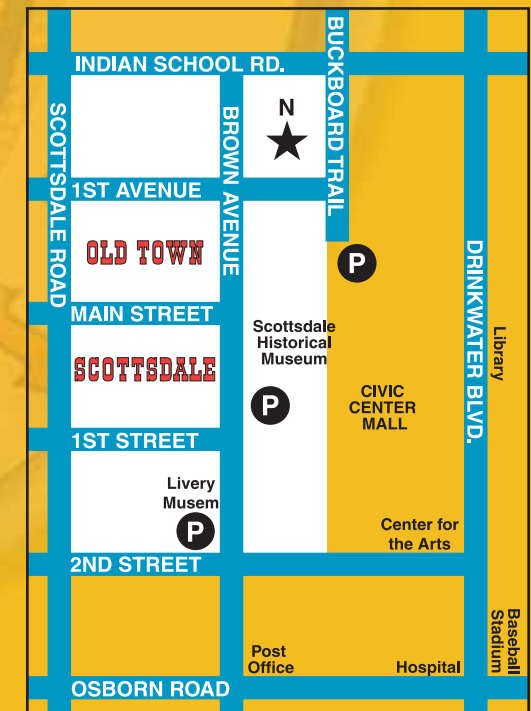 INDIAN SCHOOL RD.
BUCKBOARD TRAIL
SCOTTSDALE ROAD
BROWN AVENUE
N
1ST AVENUE
OLD TOWN
P
DRINKWATER BLVD.
MAIN STREET
Scottsdale
Historical
Museum
Library
SCOTTSDALE
P
CIVIC
CENTER
MALL
1ST STREET
Livery
Musem
P
Center for
the Arts
2ND STREET
Post
Office
Hospital
Baseball
Stadium
OSBORN ROAD